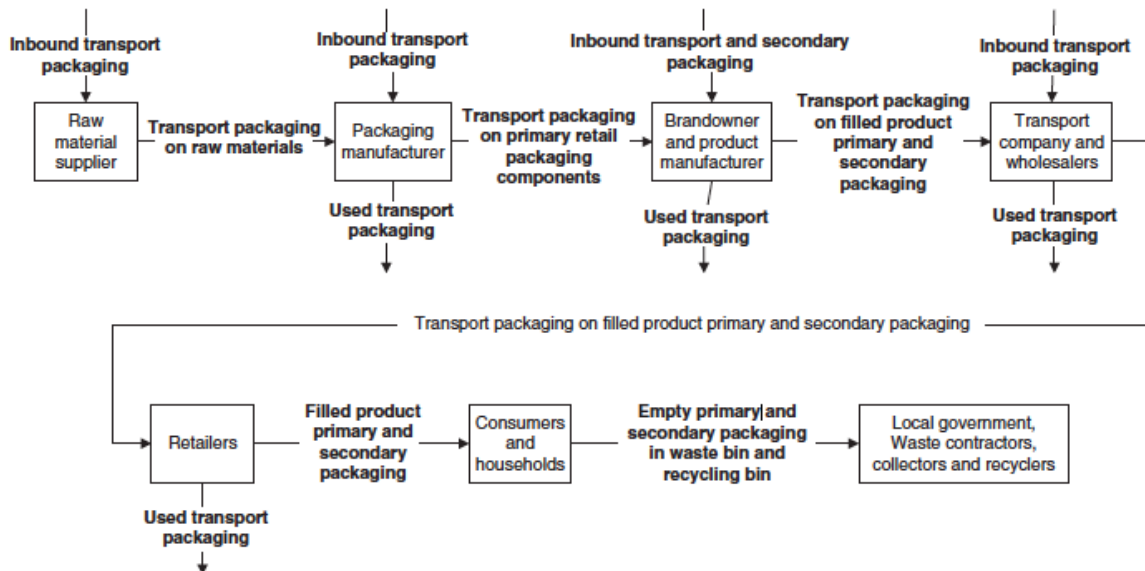 Inbound transport
packaging
Inbound transport
packaging
Inbound transport and secondary
packaging
Inbound transport
packaging
Raw
material
supplier
Transport packaging
on raw materials
Packaging
manufacturer
Transport packaging
on primary retail
packaging
components
Brandowner
and product
manufacturer
Transport packaging
on filled product
primary and
secondary
packaging
Transport
company and
wholesalers
Used transport
packaging
Used transport
packaging
Used transport
packaging
Transport packaging on filled product primary and secondary packaging
Retailers
Filled product
primary and
secondary
packaging
Consumers
and
households
Empty primary and
secondary packaging
in waste bin and
recycling bin
Local government,
Waste contractors,
collectors and recyclers
Used transport
packaging